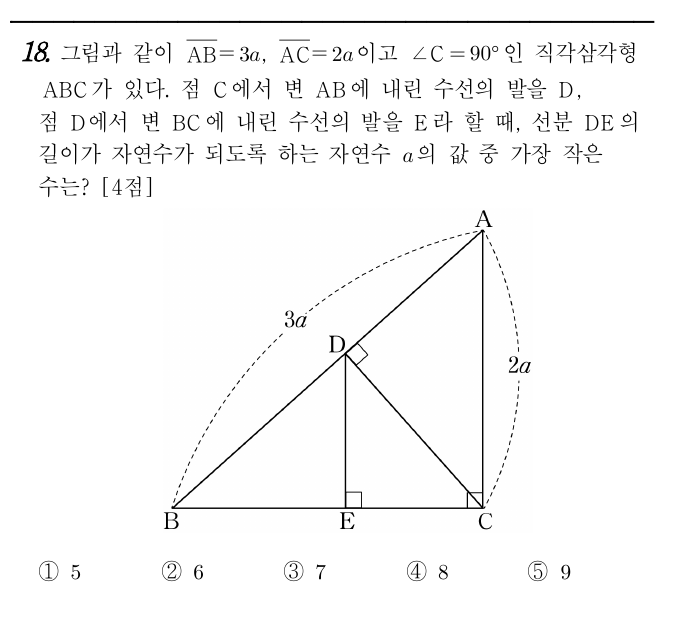 18. 그림과 같이 AB=3a, AC=2a이고 ∠C=90°인 직각삼각형
ABC가 있다. 점 C에서 변 AB에 내린 수선의 발을 D,
점 D에서 변 BC에 내린 수선의 발을 E라 할 때, 선분 DE의
길이가 자연수가 되도록 하는 자연수 a의 값 중 가장 작은
수는? [4점]
A
3a
D
2a
B
E
C
① 5 ② 6 ③ 7 ④ 8 ⑤ 9